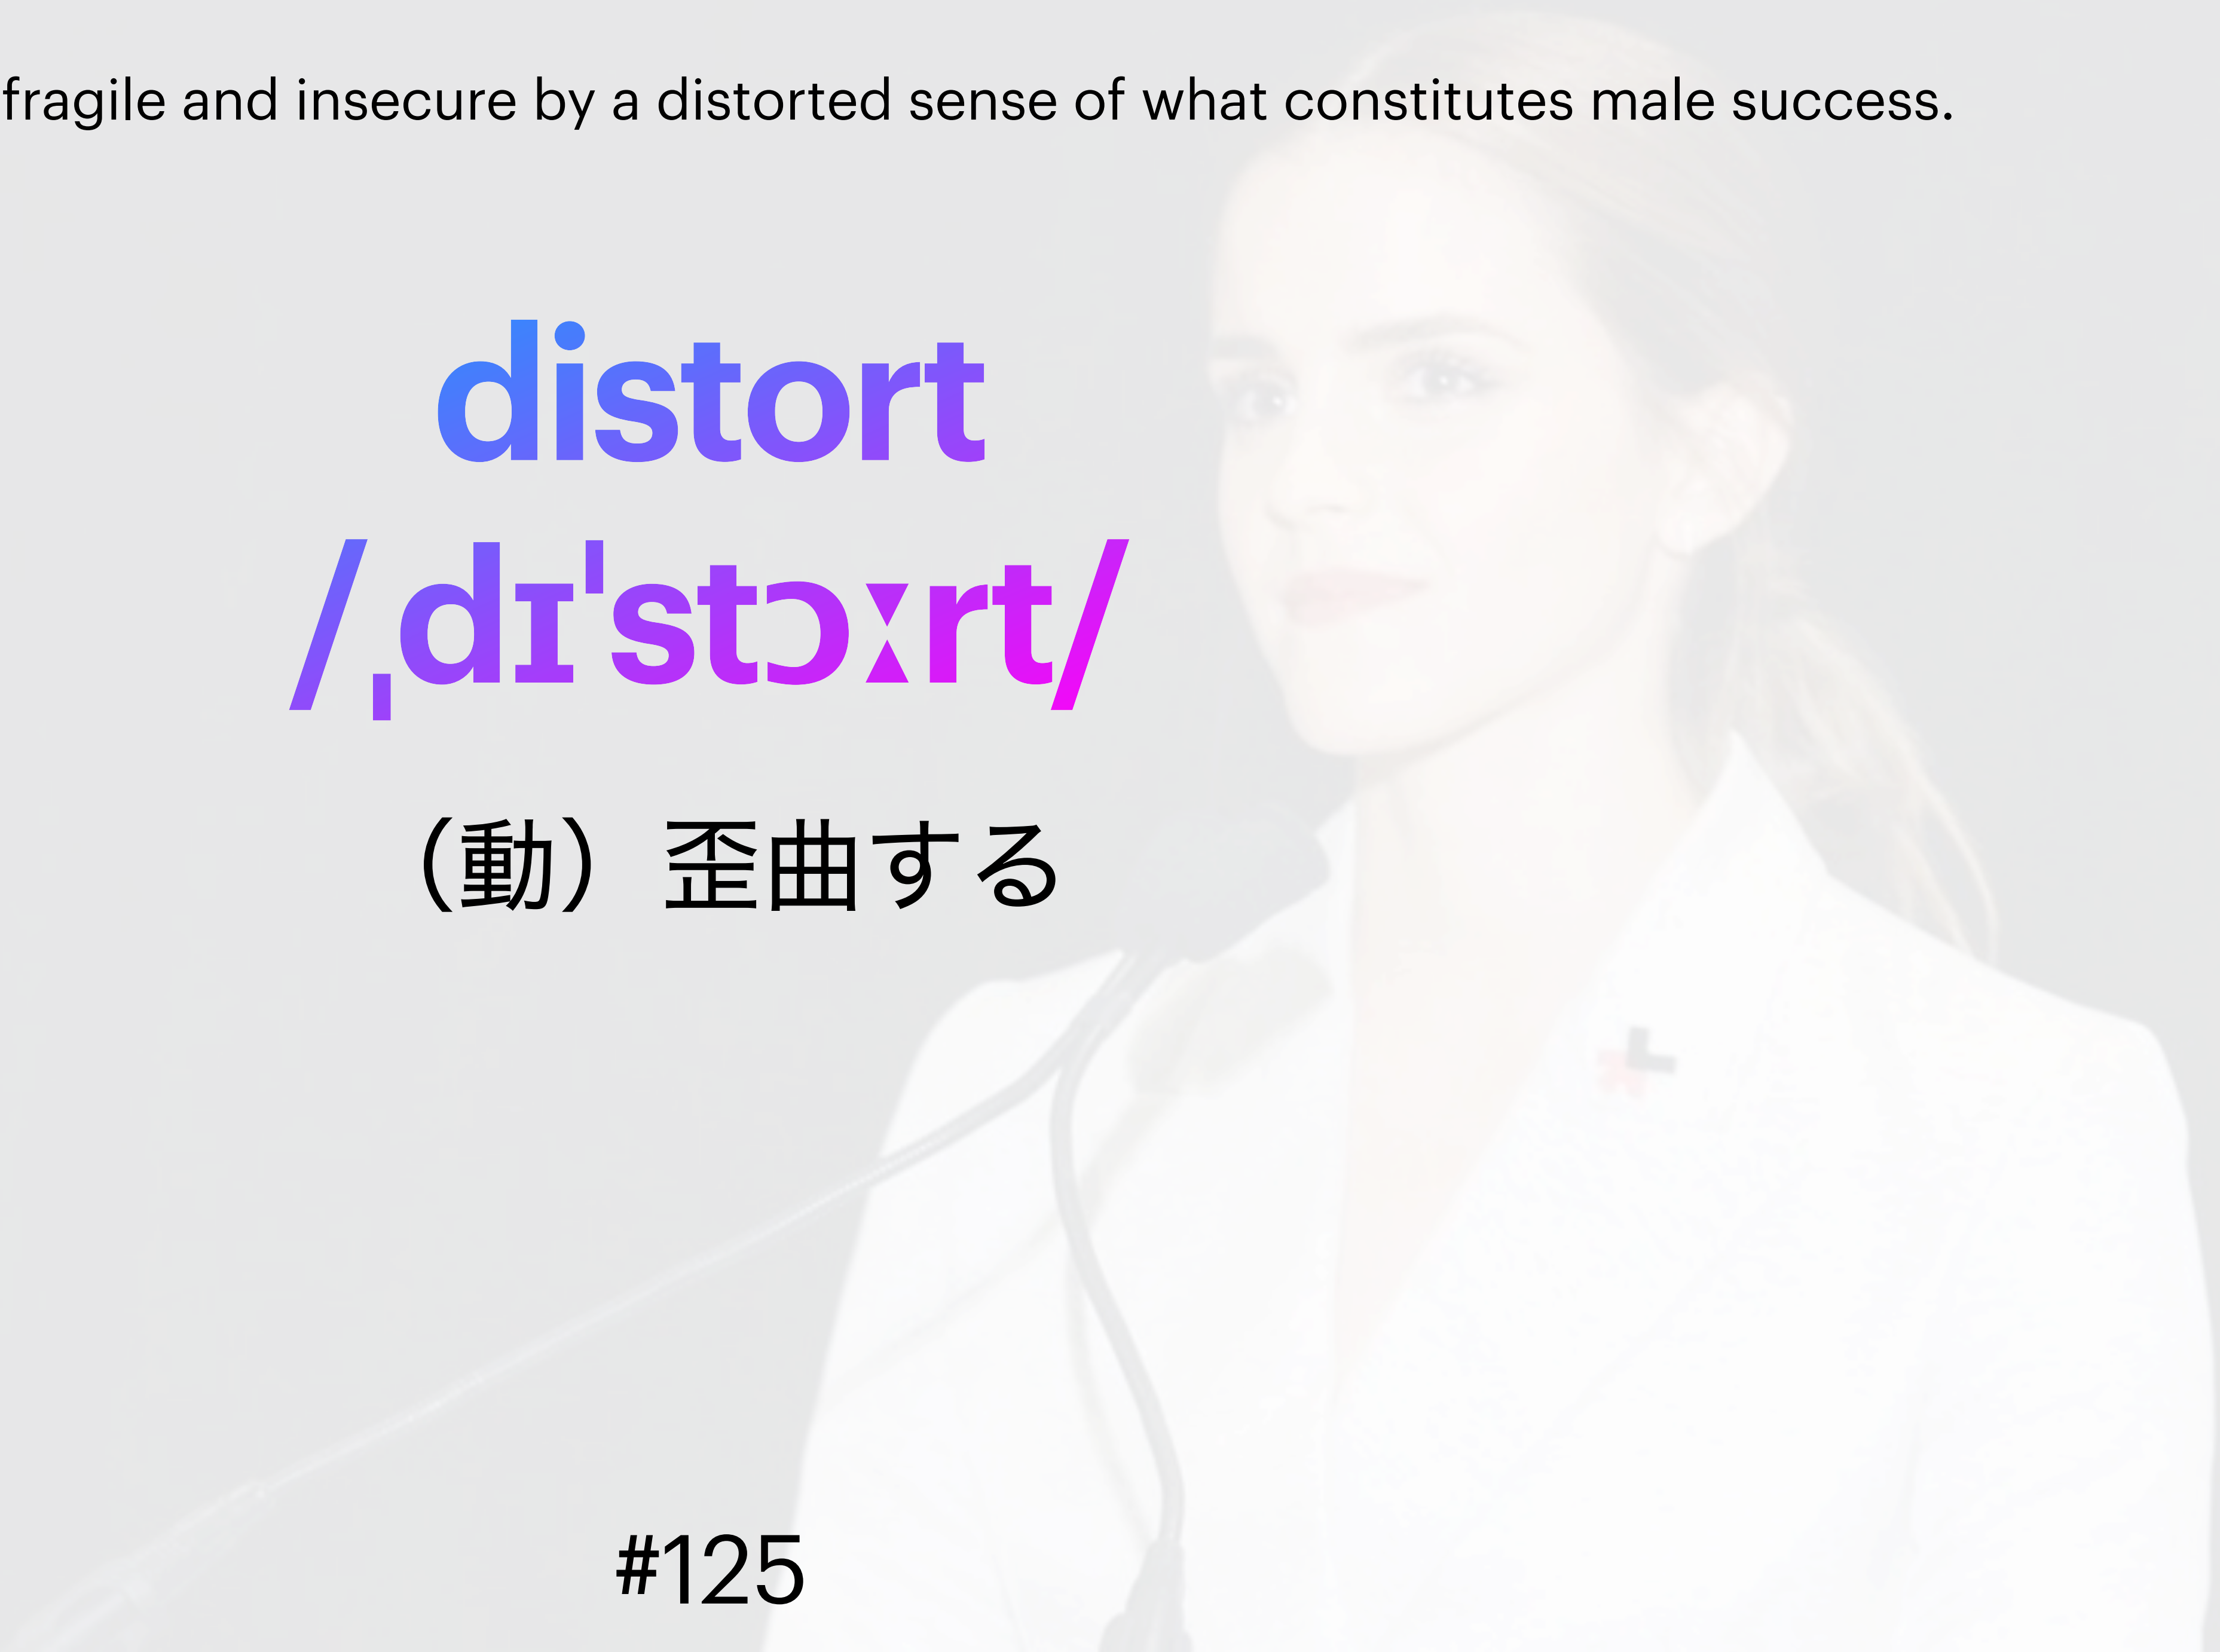 fragile and insecure by a distorted sense of what constitutes male success.
distort
/ˌdɪˈstɔːrt/
（動）歪曲する
#125